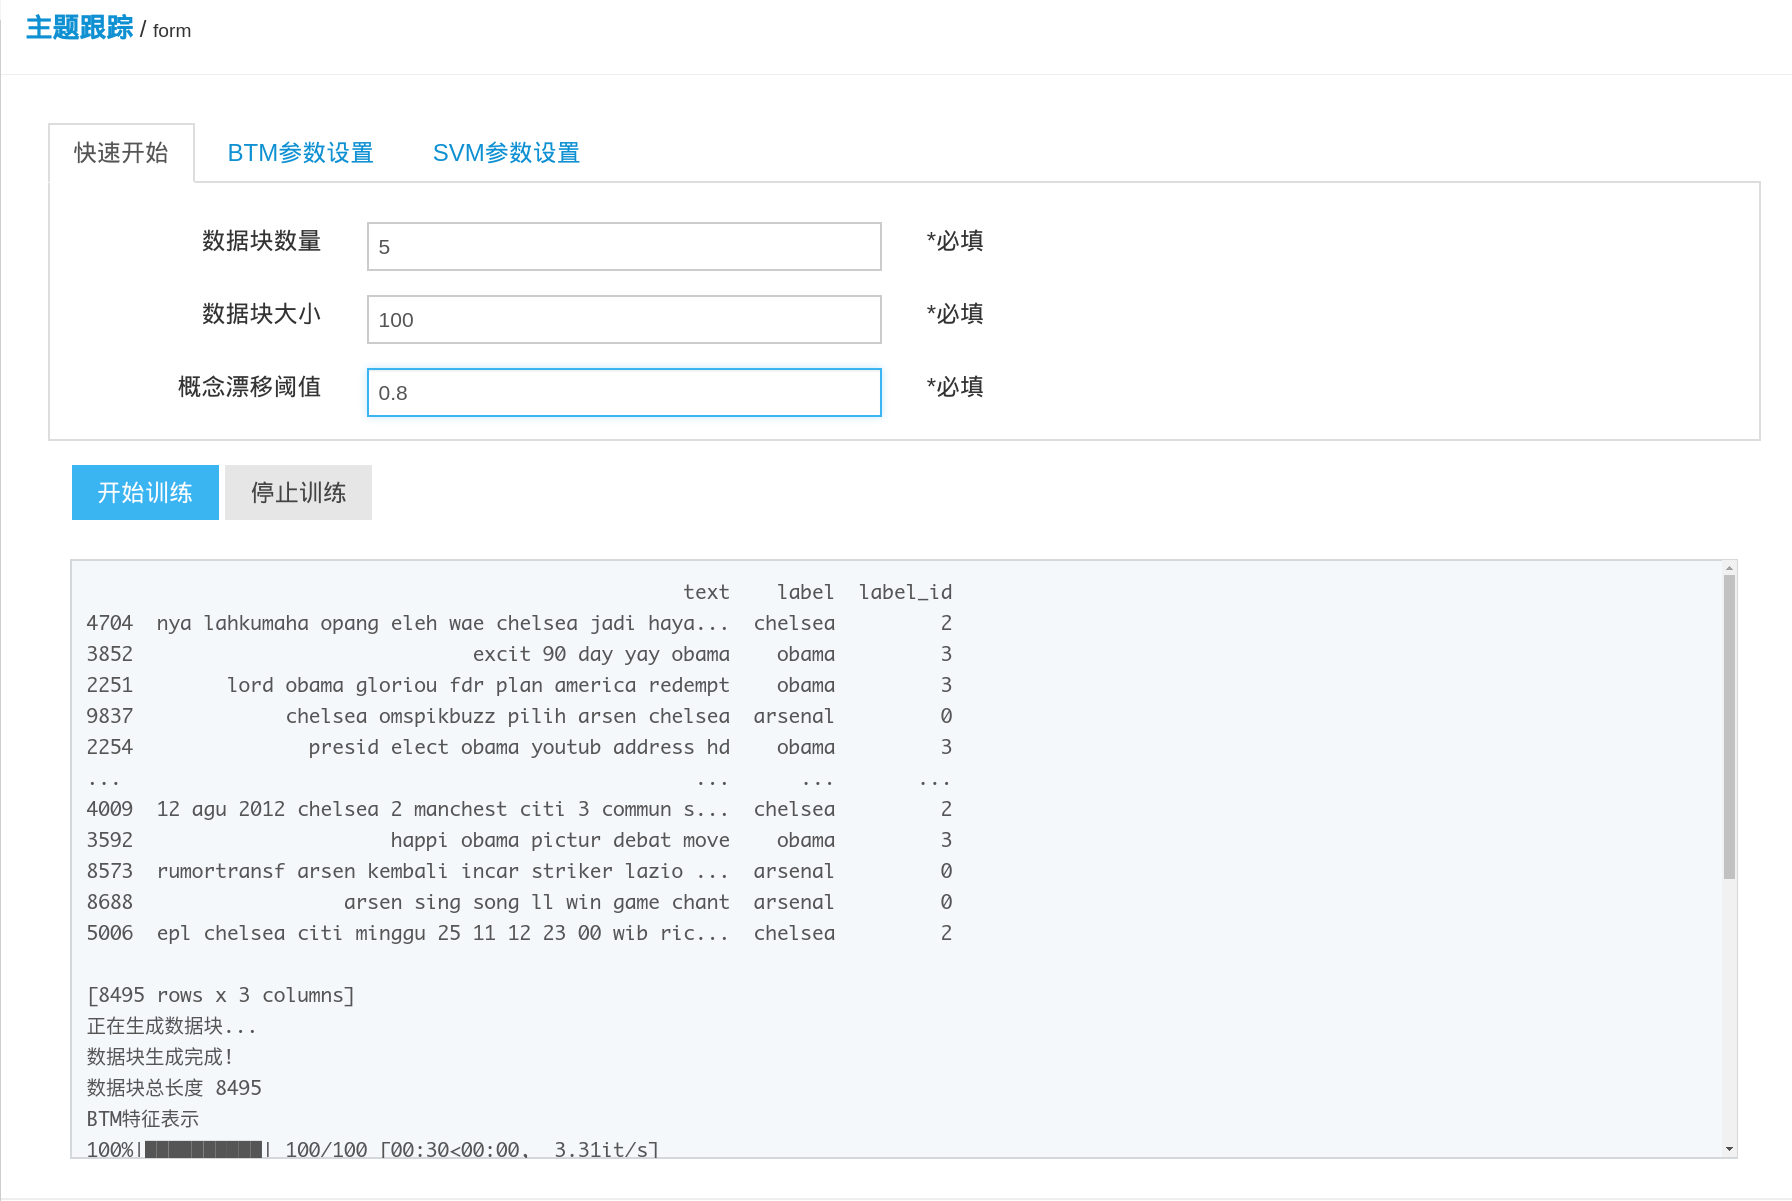 主题跟踪 / form
快速开始 BTM参数设置 SVM参数设置
数据块数量 5 *必填
数据块大小 100 *必填
概念漂移阈值 0.8 *必填
开始训练 停止训练
text label label_id
4704 nya lahkumaha opang eleh wae chelsea jadi haya... chelsea 2
3852 excit 90 day yay obama obama 3
2251 lord obama gloriou fdr plan america redempt obama 3
9837 chelsea omspikbuzz pilih arsen chelsea arsenal 0
2254 presid elect obama youtub address hd obama 3
... ... ... ...
4009 12 agu 2012 chelsea 2 manchest citi 3 commun s... chelsea 2
3592 happi obama pictur debat move obama 3
8573 rumortransf arsen kembali incar striker lazio ... arsenal 0
8688 arsen sing song ll win game chant arsenal 0
5006 epl chelsea citi minggu 25 11 12 23 00 wib ric... chelsea 2
[8495 rows x 3 columns]
正在生成数据块...
数据块生成完成!
数据块总长度 8495
BTM特征表示
100%|██████████| 100/100 [00:30<00:00, 3.31it/s]